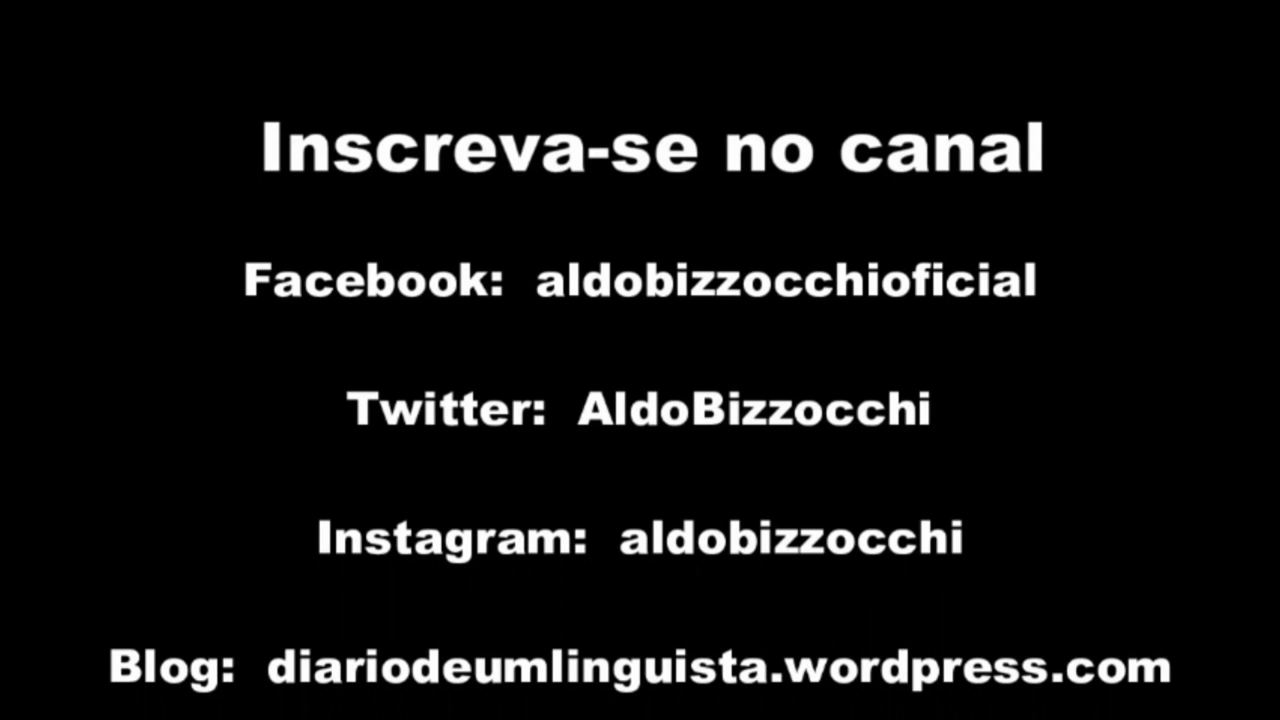 Inscreva-se no canal
Facebook: aldobizzocchioficial
Twitter: AldoBizzocchi
Instagram: aldobizzocchi
Blog: diariodeumlinguista.wordpress.com